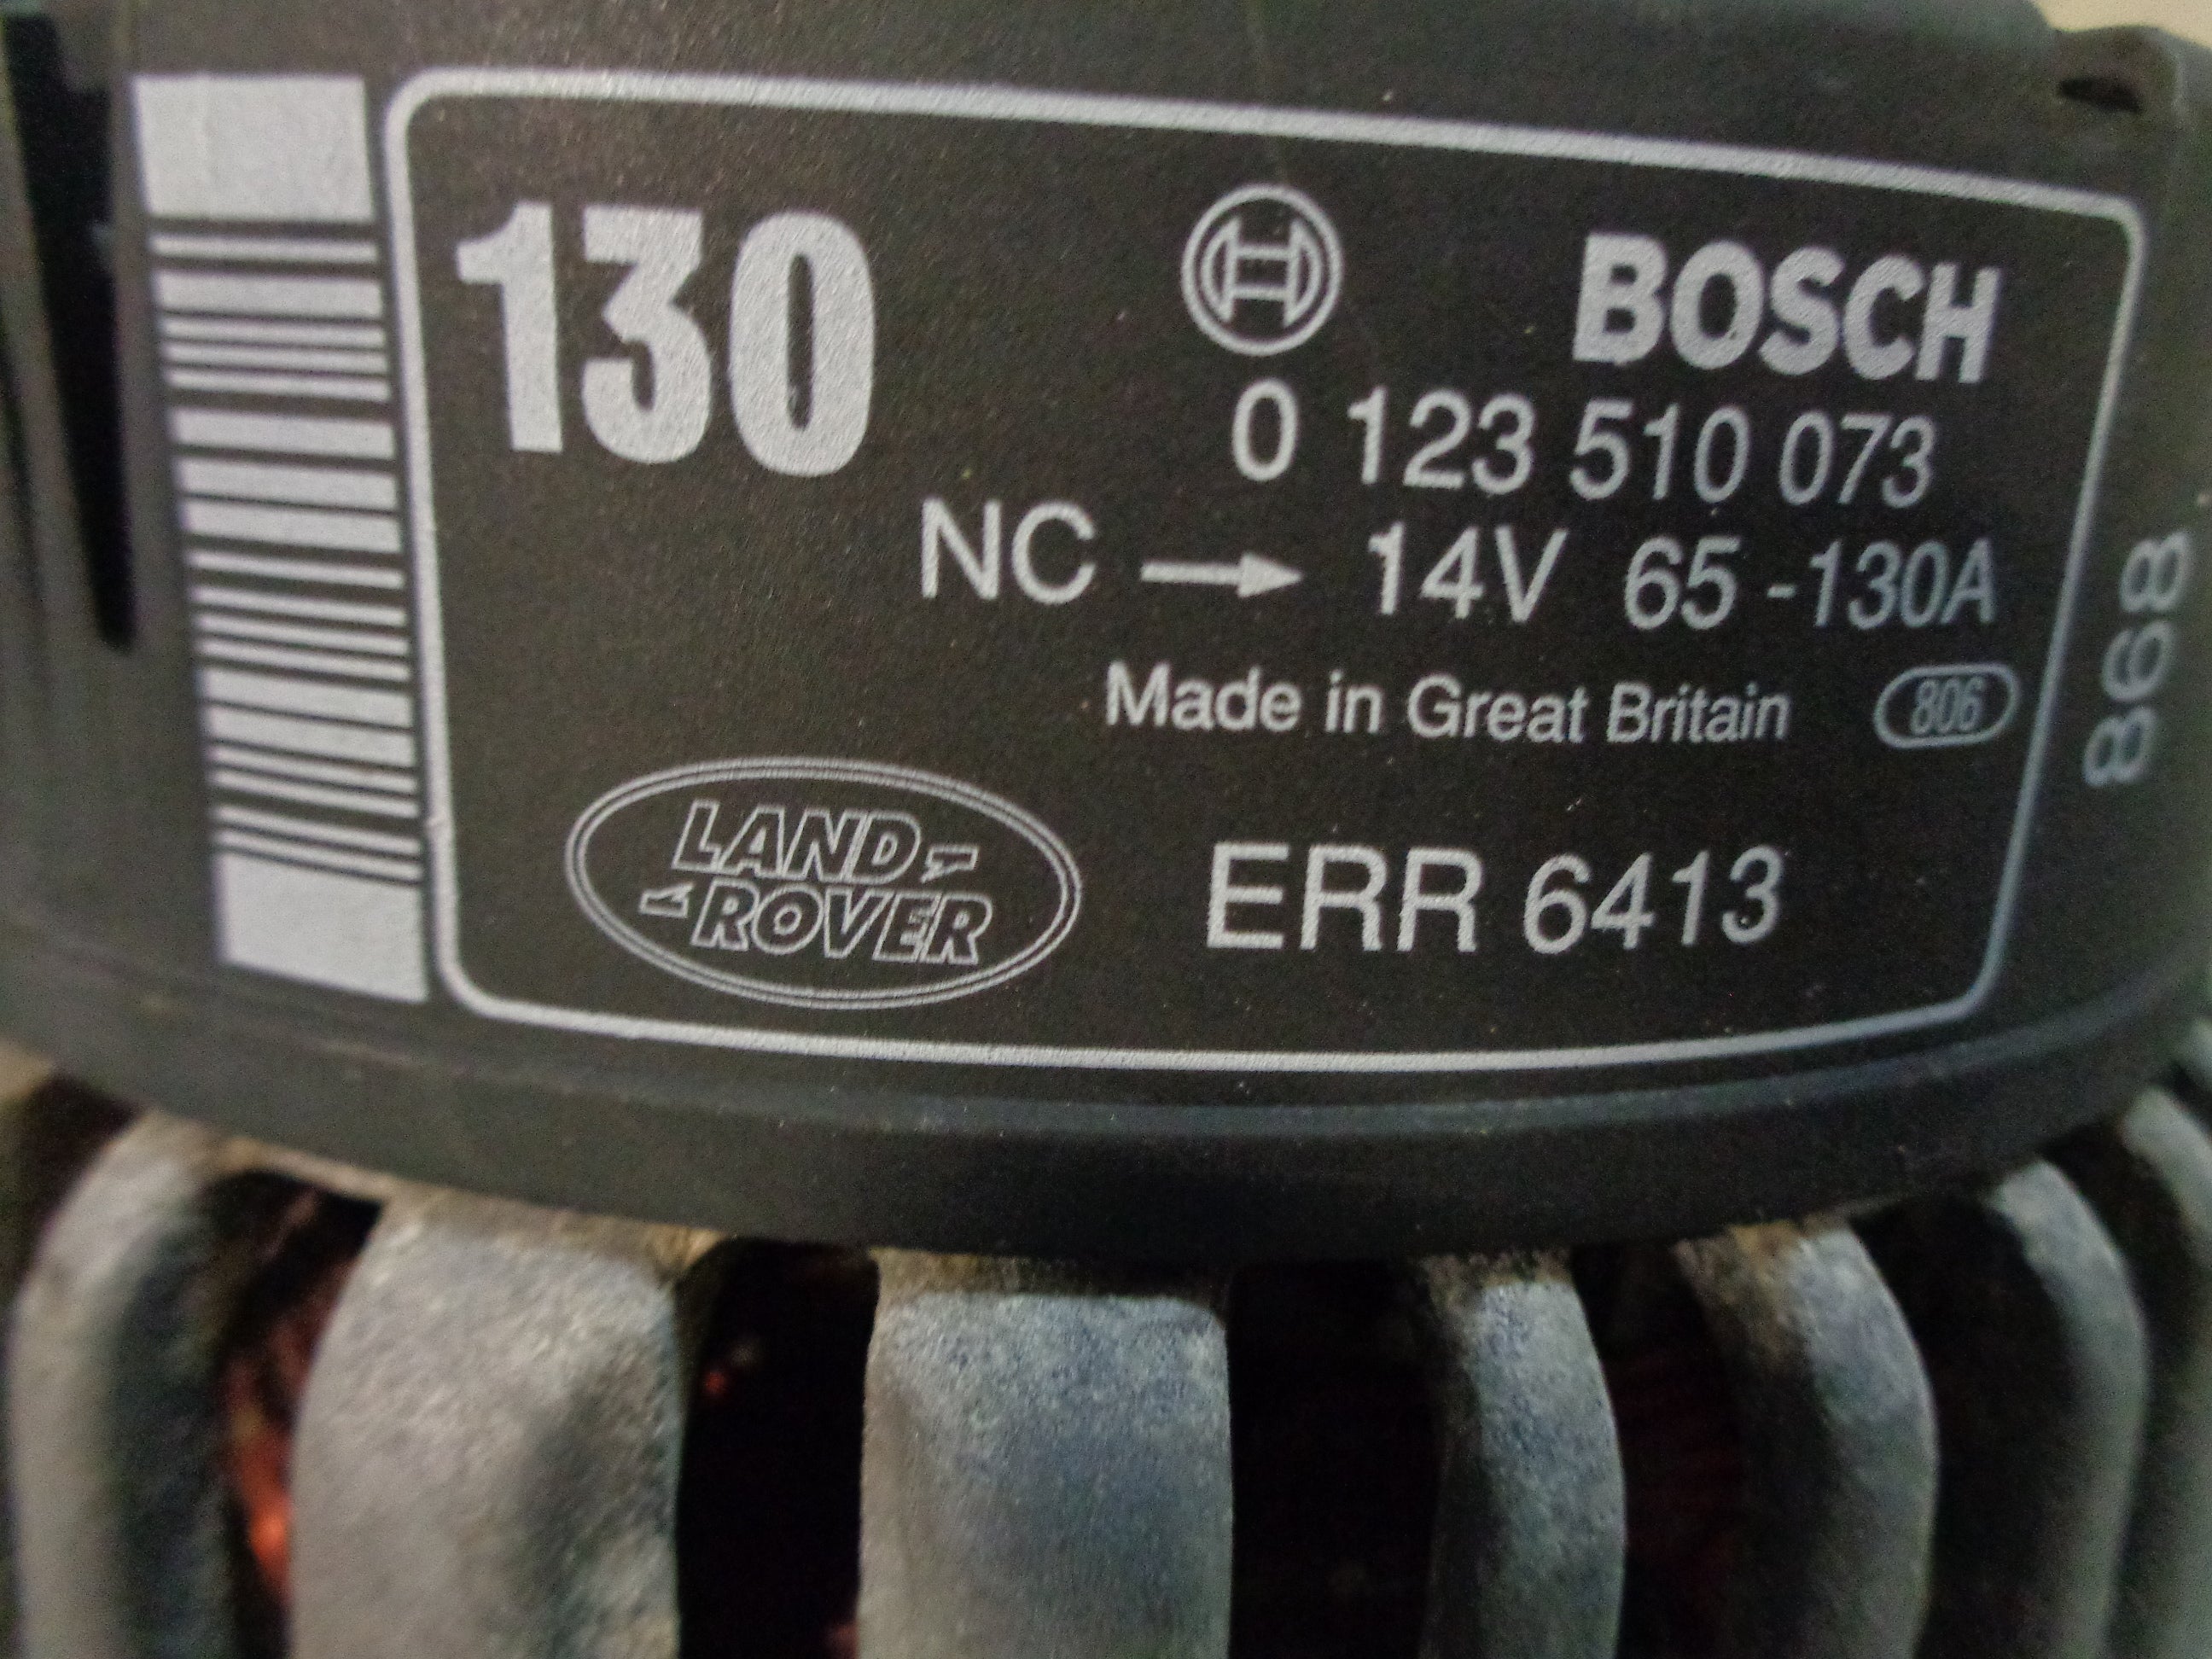 130
BOSCH
0 123 510 073
NC → 14V 65-130A
Made in Great Britain 806
LAND
ROVER
ERR 6413
868